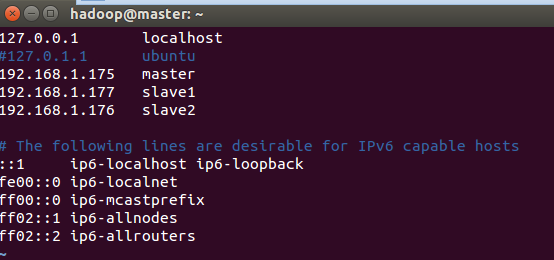 hadoop@master: ~
127.0.0.1 localhost
#127.0.1.1 ubuntu
192.168.1.175 master
192.168.1.177 slave1
192.168.1.176 slave2
# The following lines are desirable for IPv6 capable hosts
::1 ip6-localhost ip6-loopback
fe00::0 ip6-localnet
ff00::0 ip6-mcastprefix
ff02::1 ip6-allnodes
ff02::2 ip6-allrouters
~